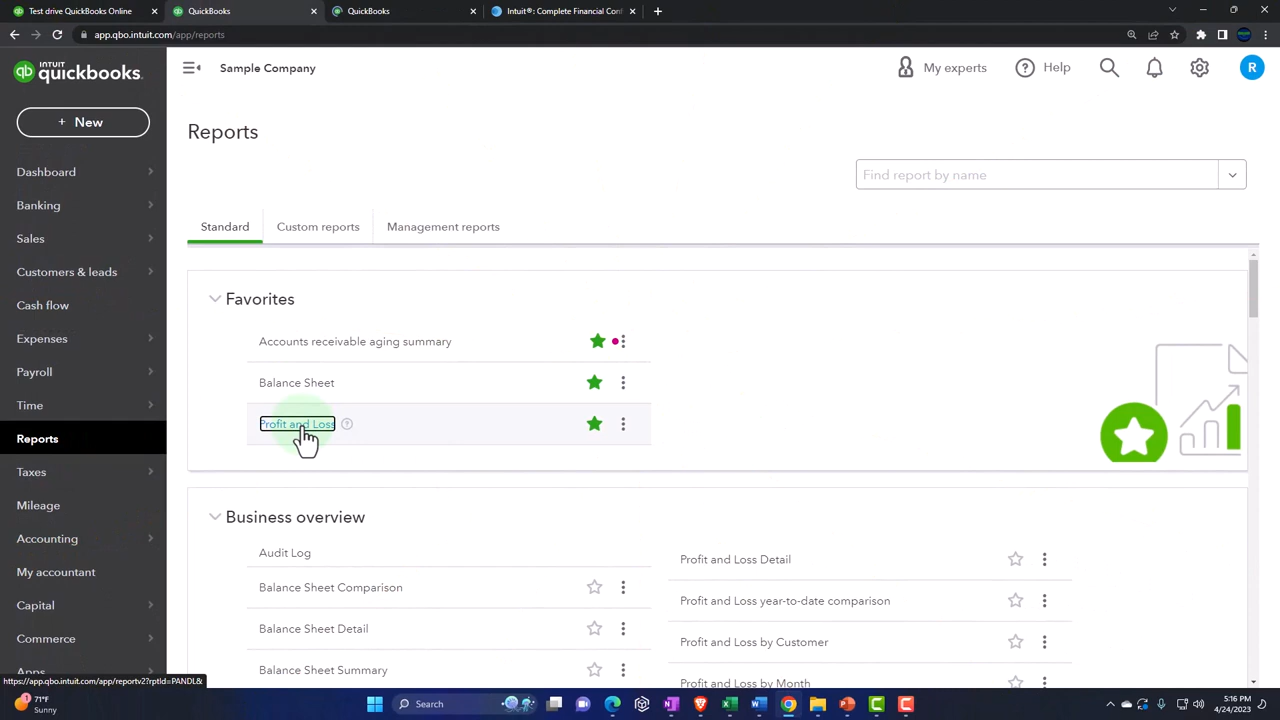 Test drive QuickBooks Online
QuickBooks
QuickBooks
Intuit®: Complete Financial Conf
app.qbo.intuit.com/app/reports
INTUIT
quickbooks.
Sample Company
My experts
Help
R
+ New
Dashboard
Banking
Sales
Customers & leads
Cash flow
Expenses
Payroll
Time
Reports
Taxes
Mileage
Accounting
My accountant
Capital
Commerce
Apps
Reports
Find report by name
Standard
Custom reports
Management reports
Favorites
Accounts receivable aging summary
Balance Sheet
Profit and Loss
Business overview
Audit Log
Balance Sheet Comparison
Balance Sheet Detail
Balance Sheet Summary
Profit and Loss Detail
Profit and Loss year-to-date comparison
Profit and Loss by Customer
Profit and Loss by Month
https://app.qbo.intuit.com/app/reportv2?rptId=PANDL&
71°F
Sunny
Search
5:16 PM
4/24/2023